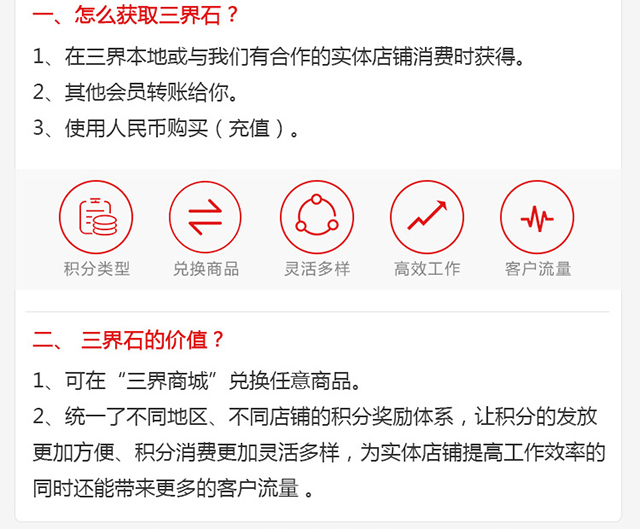 一、怎么获取三界石？
1、在三界本地或与我们有合作的实体店铺消费时获得。
2、其他会员转账给你。
3、使用人民币购买（充值）。
积分类型
兑换商品
灵活多样
高效工作
客户流量
二、 三界石的价值？
1、可在“三界商城”兑换任意商品。
2、统一了不同地区、不同店铺的积分奖励体系，让积分的发放
更加方便、积分消费更加灵活多样，为实体店铺提高工作效率的
同时还能带来更多的客户流量 。